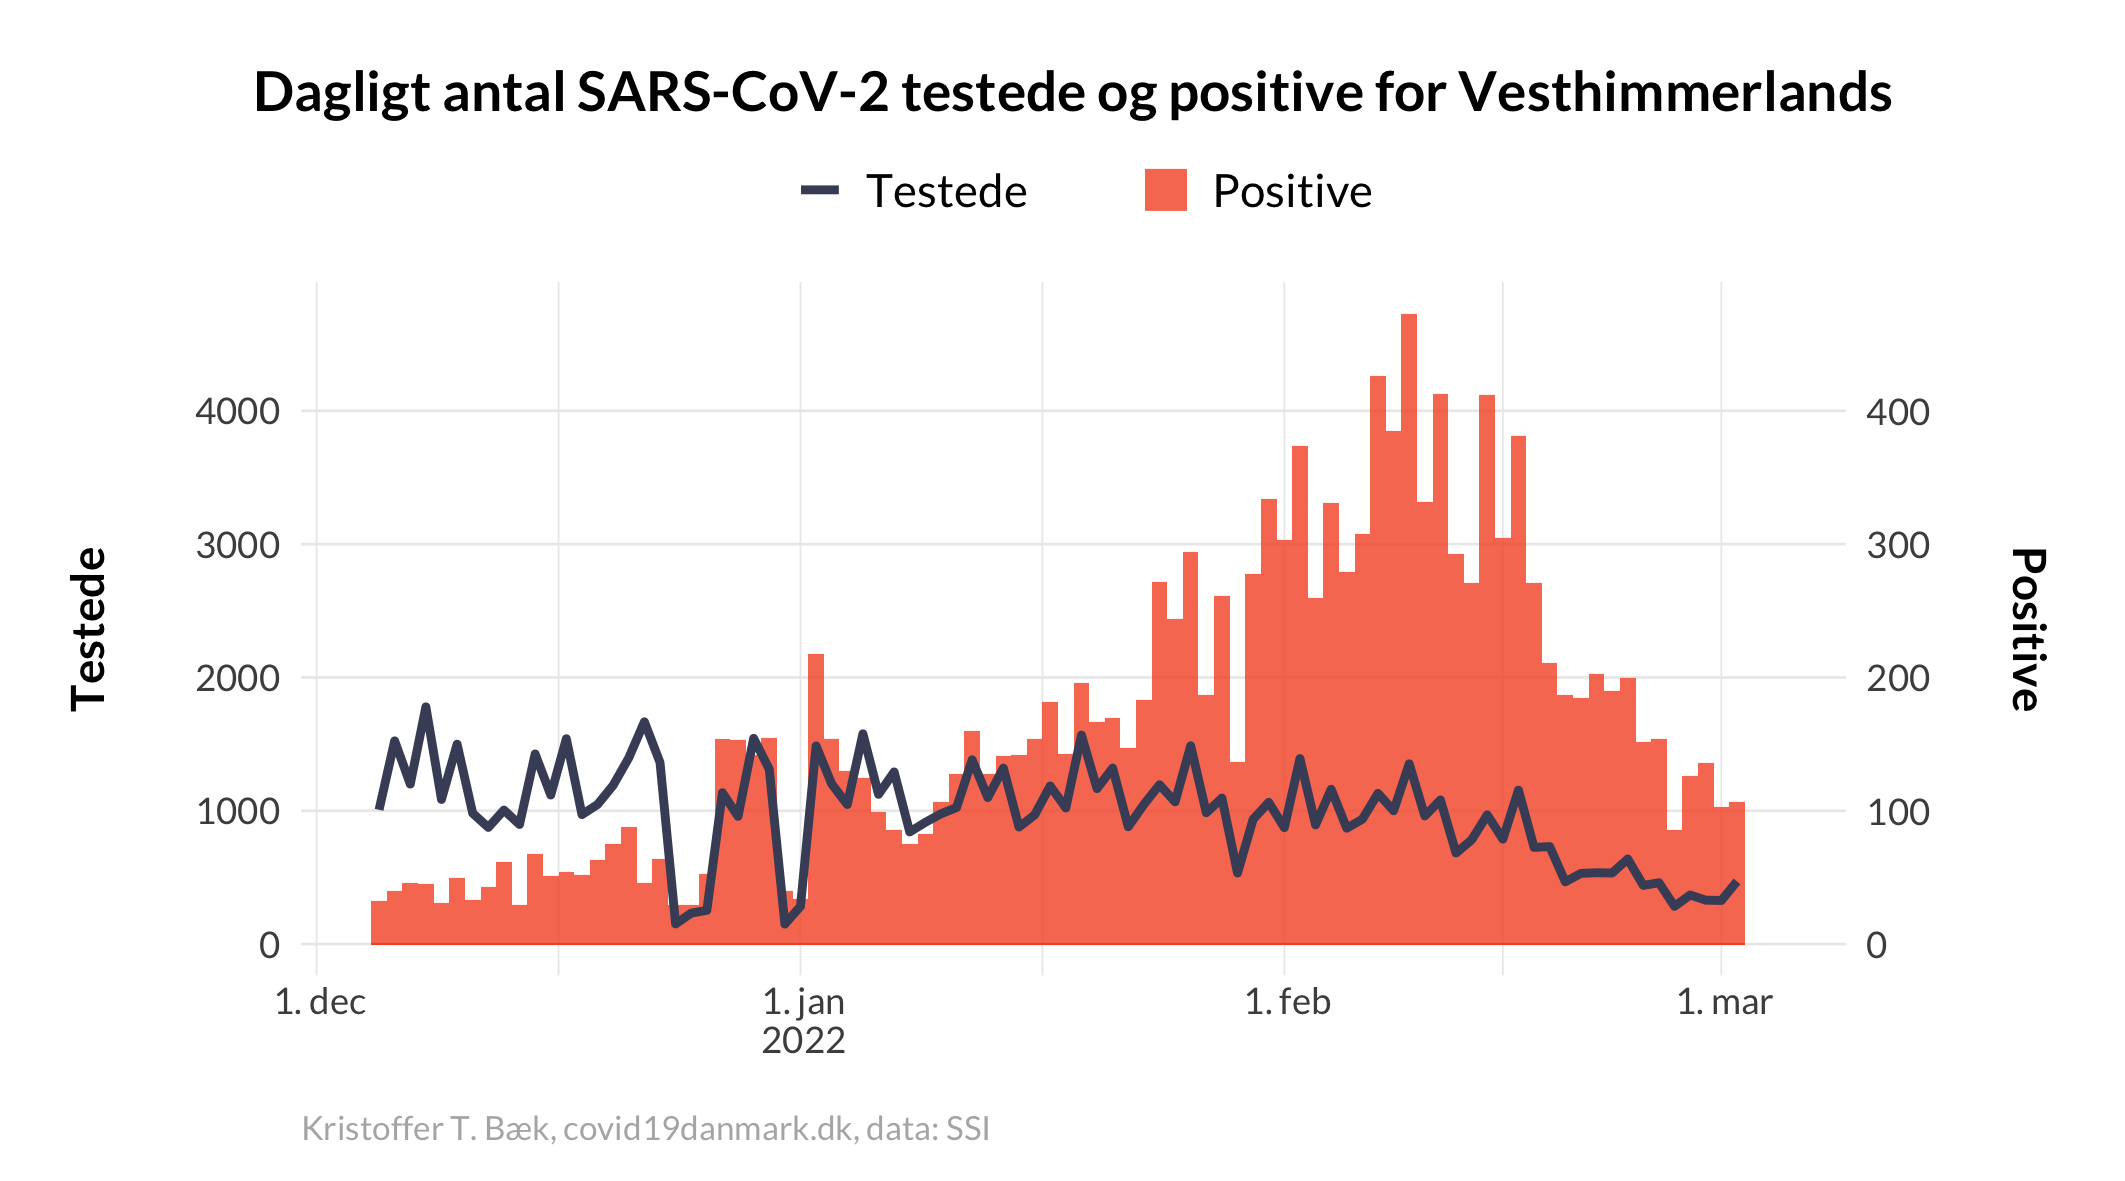 Dagligt antal SARS-CoV-2 testede og positive for Vesthimmerlands
Testede
Positive
Testede
4000
3000
2000
1000
0
400
300
200
100
0
Positive
1. dec
1. jan
2022
1. feb
1. mar
Kristoffer T. Bæk, covid19danmark.dk, data: SSI